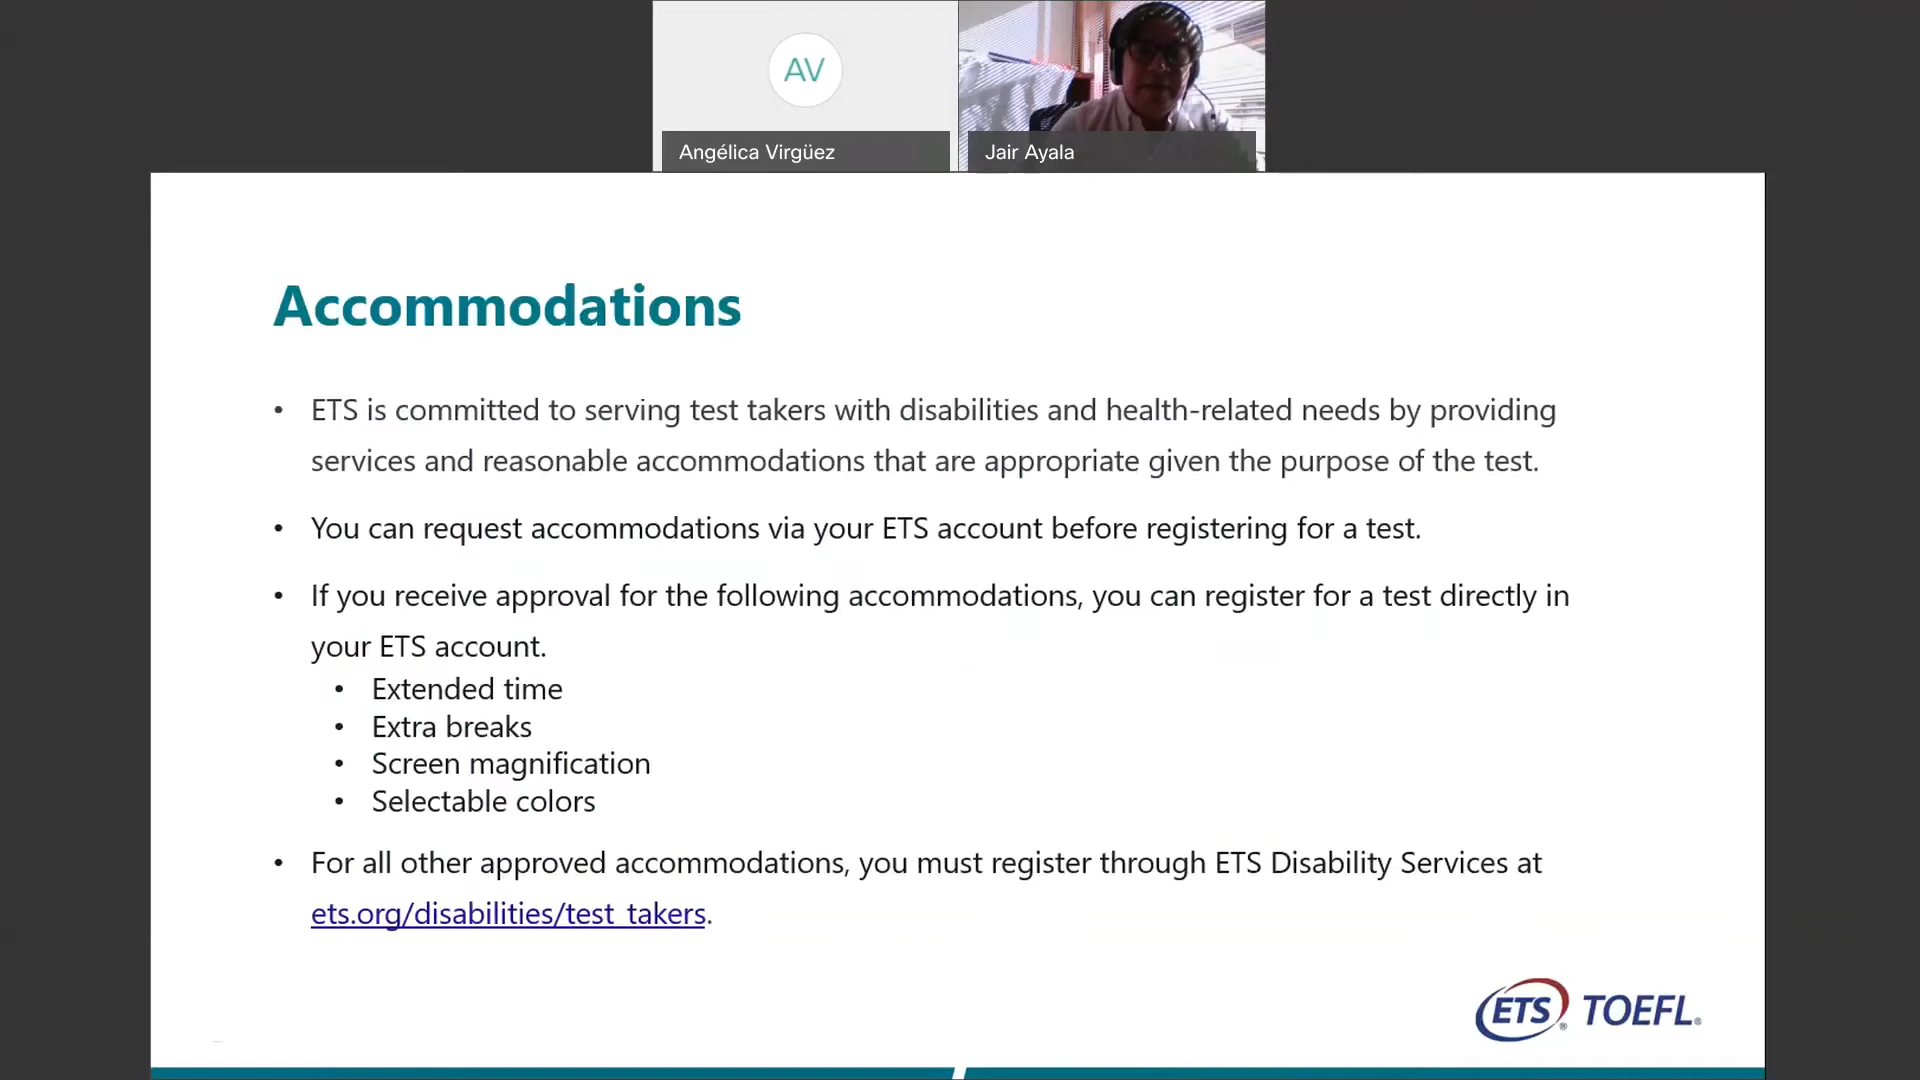 AV
Angélica Virgüez
Jair Ayala
Accommodations
• ETS is committed to serving test takers with disabilities and health-related needs by providing
services and reasonable accommodations that are appropriate given the purpose of the test.
• You can request accommodations via your ETS account before registering for a test.
• If you receive approval for the following accommodations, you can register for a test directly in
your ETS account.
• Extended time
• Extra breaks
• Screen magnification
• Selectable colors
• For all other approved accommodations, you must register through ETS Disability Services at
ets.org/disabilities/test_takers.
ETS® TOEFL®